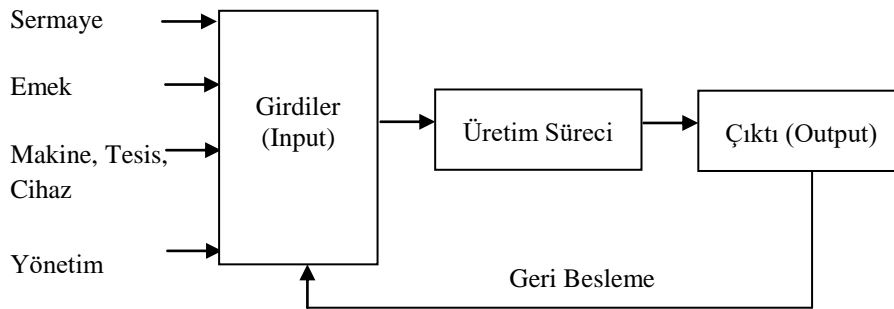 Sermaye
Emek
Makine, Tesis,
Cihaz
Yönetim
Girdiler
(Input)
Üretim Süreci
Çıktı (Output)
Geri Besleme